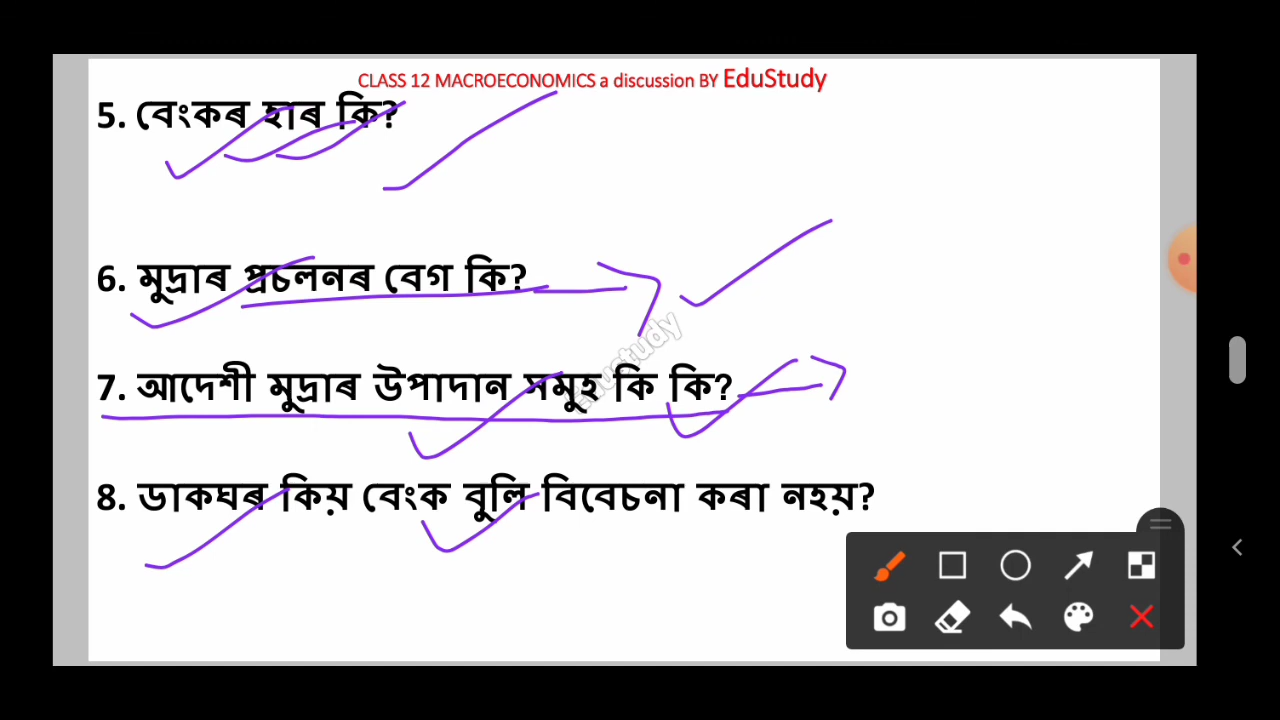 CLASS 12 MACROECONOMICS a discussion BY EduStudy
5. বেংকৰ হাৰ কি?
6. মুদ্ৰাৰ প্ৰচলনৰ বেগ কি?
Edustudy
7. আদেশী মুদ্ৰাৰ উপাদান সমুহ কি কি?
8. ডাকঘৰ কিয় বেংক বুলি বিবেচনা কৰা নহয়?